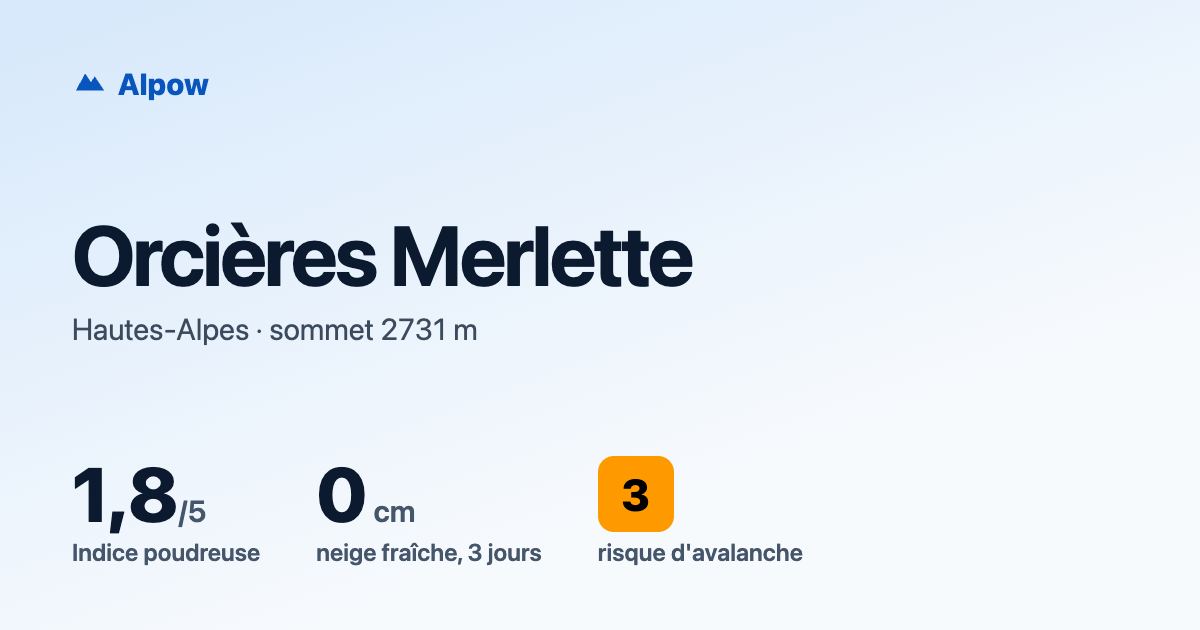 Alpow
Orcières Merlette
Hautes-Alpes · sommet 2731 m
1,8/5
Indice poudreuse
0 cm
neige fraîche, 3 jours
3
risque d'avalanche